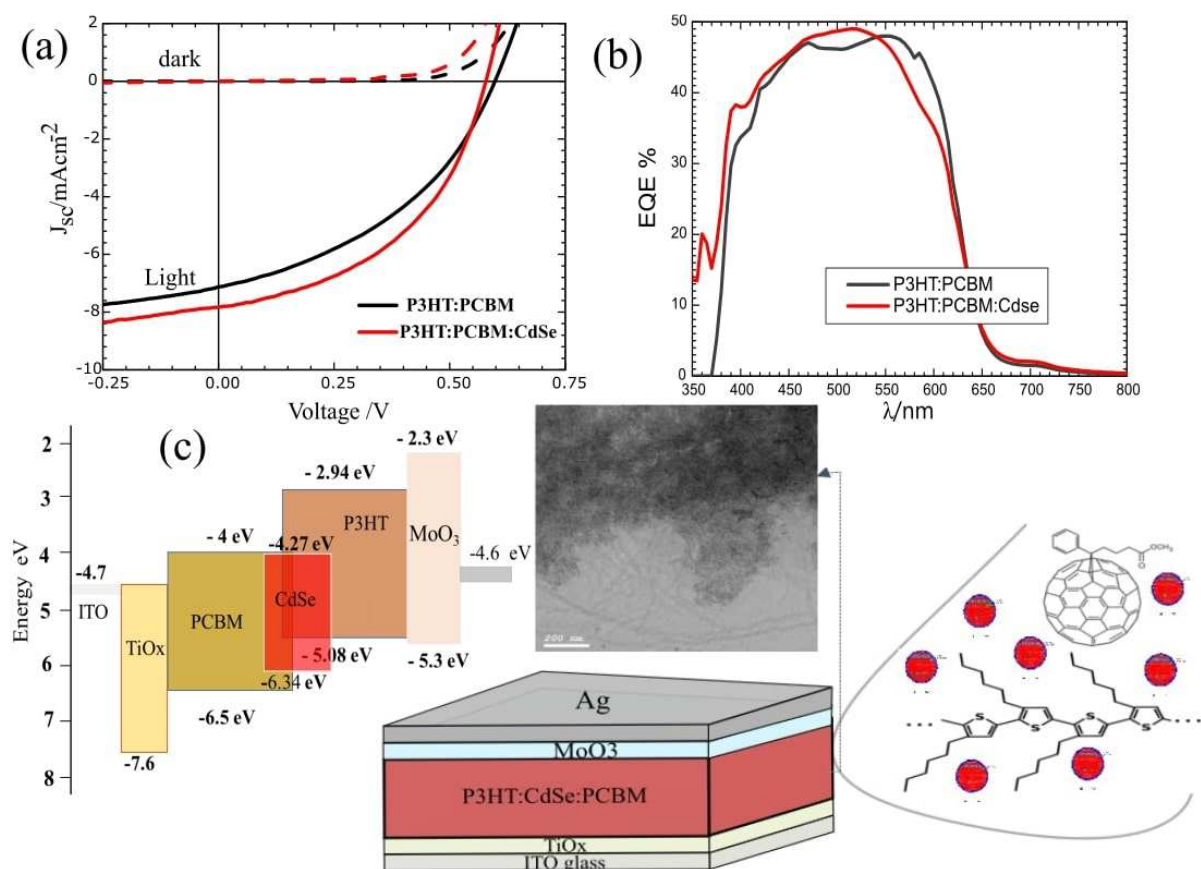 (a)
2
0
-2
-4
-6
-8
-10
J_sc/mAcm^-2
dark
Light
P3HT:PCBM
P3HT:PCBM:CdSe
-0.25
0.00
0.25
0.50
0.75
Voltage /V
(b)
50
40
30
20
10
0
EQE %
P3HT:PCBM
P3HT:PCBM:Cdse
350 400 450 500 550 600 650 700 750 800
λ/nm
(c)
Energy eV
2
3
4
5
6
7
8
- 2.3 eV
- 2.94 eV
P3HT
MoO3
- 4 eV
-4.27 eV
-4.6 eV
-4.7
ITO
CdSe
PCBM
TiOx
- 5.08 eV
- 5.3 eV
-6.34 eV
-6.5 eV
-7.6
200 nm
Ag
MoO3
P3HT:CdSe:PCBM
TiOx
ITO glass
OCH3
O
S
S
S
S